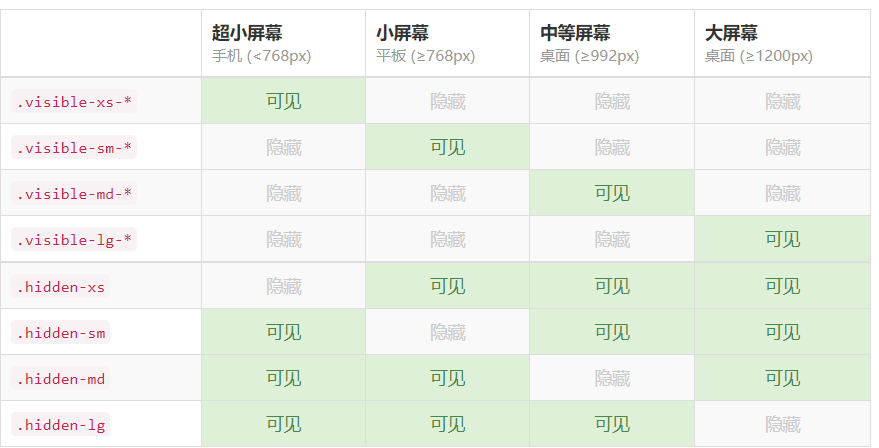 超小屏幕 小屏幕 中等屏幕 大屏幕
手机 (<768px) 平板 (≥768px) 桌面 (≥992px) 桌面 (≥1200px)
.visible-xs-* 可见 隐藏 隐藏 隐藏
.visible-sm-* 隐藏 可见 隐藏 隐藏
.visible-md-* 隐藏 隐藏 可见 隐藏
.visible-lg-* 隐藏 隐藏 隐藏 可见
.hidden-xs 隐藏 可见 可见 可见
.hidden-sm 可见 隐藏 可见 可见
.hidden-md 可见 可见 隐藏 可见
.hidden-lg 可见 可见 可见 隐藏